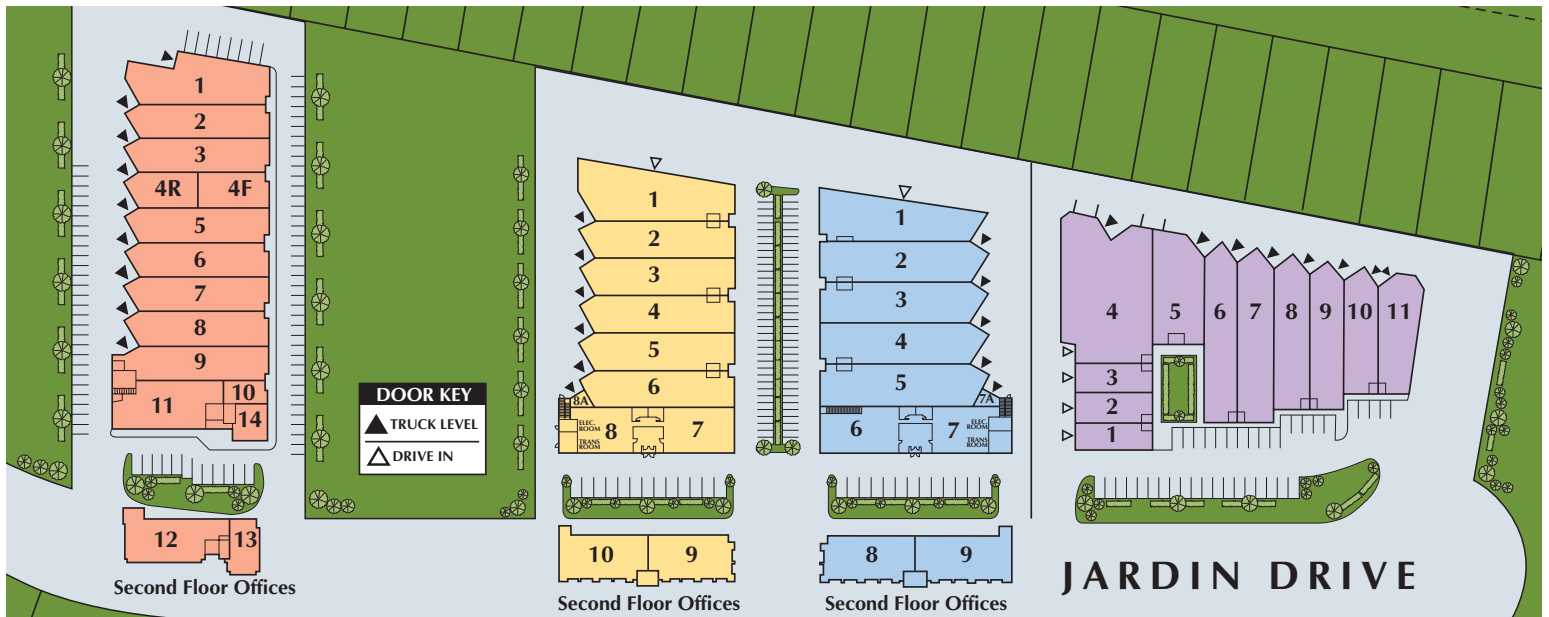 1
2
3
4R 4F
5
6
7
8
9
10
11
14
12 13
Second Floor Offices
DOOR KEY
TRUCK LEVEL
DRIVE IN
1
2
3
4
5
6
8A
ELEC.
ROOM
TRANS
ROOM
8 7
10 9
Second Floor Offices
1
2
3
4
5
7A
6 7
ELEC.
ROOM
TRANS
ROOM
8 9
Second Floor Offices
4 5 6 7 8 9 10 11
3
2
1
JARDIN DRIVE